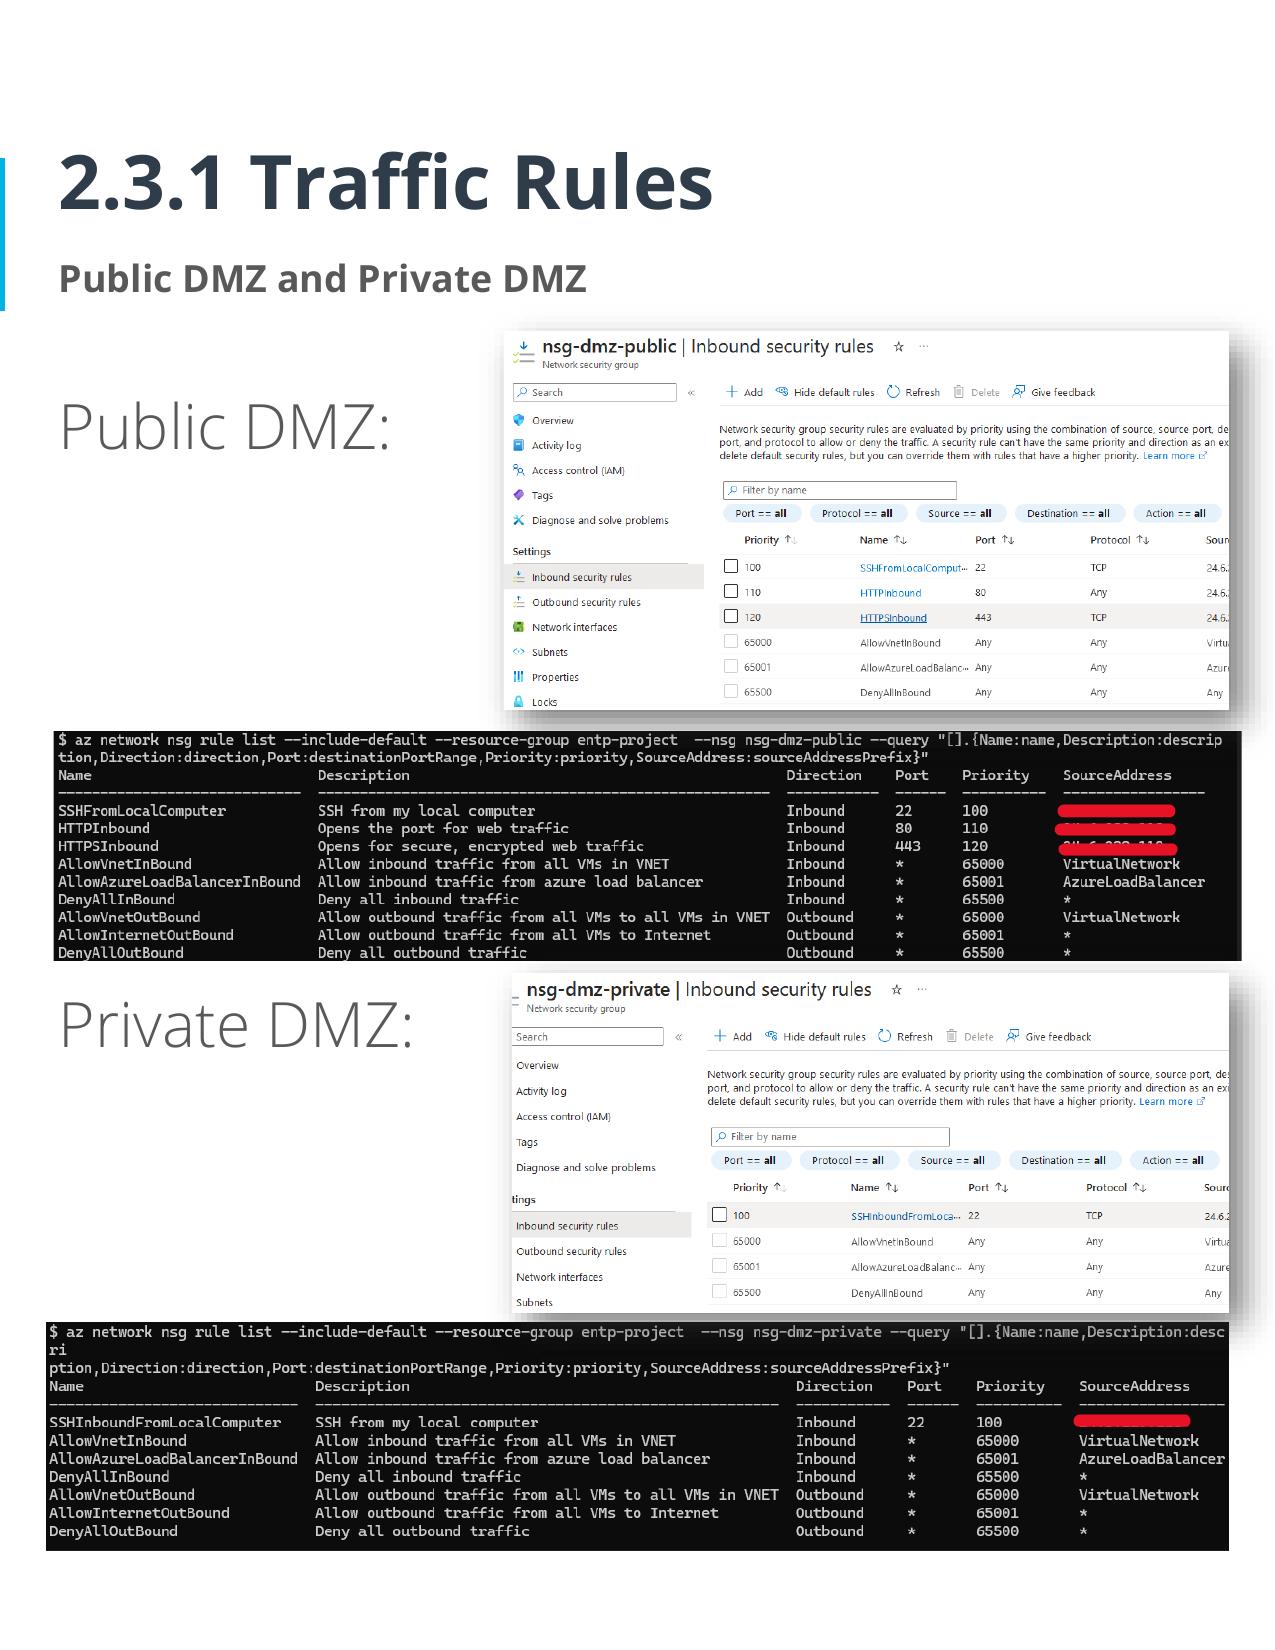 2.3.1 Traffic Rules
Public DMZ and Private DMZ
Public DMZ:
nsg-dmz-public | Inbound security rules ☆ ···
Network security group
Search «
Overview
Activity log
Access control (IAM)
Tags
Diagnose and solve problems
Settings
Inbound security rules
Outbound security rules
Network interfaces
Subnets
Properties
Locks
+ Add Hide default rules Refresh Delete Give feedback
Network security group security rules are evaluated by priority using the combination of source, source port, de
port, and protocol to allow or deny the traffic. A security rule can't have the same priority and direction as an ex
delete default security rules, but you can override them with rules that have a higher priority. Learn more
Filter by name
Port == all Protocol == all Source == all Destination == all Action == all
Priority ↑↓ Name ↑↓ Port ↑↓ Protocol ↑↓ Sour
100 SSHFromLocalComput··· 22 TCP 24.6.
110 HTTPInbound 80 Any 24.6.
120 HTTPSInbound 443 TCP 24.6.
65000 AllowVnetInBound Any Any Virtu
65001 AllowAzureLoadBalanc··· Any Any Azur
65500 DenyAllInBound Any Any Any
$ az network nsg rule list --include-default --resource-group entp-project --nsg nsg-dmz-public --query "[].{Name:name,Description:descrip
tion,Direction:direction,Port:destinationPortRange,Priority:priority,SourceAddress:sourceAddressPrefix}"
Name Description Direction Port Priority SourceAddress
SSHFromLocalComputer SSH from my local computer Inbound 22 100
HTTPInbound Opens the port for web traffic Inbound 80 110
HTTPSInbound Opens for secure, encrypted web traffic Inbound 443 120
AllowVnetInBound Allow inbound traffic from all VMs in VNET Inbound * 65000 VirtualNetwork
AllowAzureLoadBalancerInBound Allow inbound traffic from azure load balancer Inbound * 65001 AzureLoadBalancer
DenyAllInBound Deny all inbound traffic Inbound * 65500 *
AllowVnetOutBound Allow outbound traffic from all VMs to all VMs in VNET Outbound * 65000 VirtualNetwork
AllowInternetOutBound Allow outbound traffic from all VMs to Internet Outbound * 65001 *
DenyAllOutBound Deny all outbound traffic Outbound * 65500 *
Private DMZ:
nsg-dmz-private | Inbound security rules ☆ ···
Network security group
Search «
Overview
Activity log
Access control (IAM)
Tags
Diagnose and solve problems
tings
Inbound security rules
Outbound security rules
Network interfaces
Subnets
+ Add Hide default rules Refresh Delete Give feedback
Network security group security rules are evaluated by priority using the combination of source, source port, des
port, and protocol to allow or deny the traffic. A security rule can't have the same priority and direction as an exi
delete default security rules, but you can override them with rules that have a higher priority. Learn more
Filter by name
Port == all Protocol == all Source == all Destination == all Action == all
Priority ↑↓ Name ↑↓ Port ↑↓ Protocol ↑↓ Sourc
100 SSHInboundFromLoca··· 22 TCP 24.6.2
65000 AllowVnetInBound Any Any Virtua
65001 AllowAzureLoadBalanc··· Any Any Azure
65500 DenyAllInBound Any Any Any
$ az network nsg rule list --include-default --resource-group entp-project --nsg nsg-dmz-private --query "[].{Name:name,Description:desc
ri
ption,Direction:direction,Port:destinationPortRange,Priority:priority,SourceAddress:sourceAddressPrefix}"
Name Description Direction Port Priority SourceAddress
SSHInboundFromLocalComputer SSH from my local computer Inbound 22 100
AllowVnetInBound Allow inbound traffic from all VMs in VNET Inbound * 65000 VirtualNetwork
AllowAzureLoadBalancerInBound Allow inbound traffic from azure load balancer Inbound * 65001 AzureLoadBalancer
DenyAllInBound Deny all inbound traffic Inbound * 65500 *
AllowVnetOutBound Allow outbound traffic from all VMs to all VMs in VNET Outbound * 65000 VirtualNetwork
AllowInternetOutBound Allow outbound traffic from all VMs to Internet Outbound * 65001 *
DenyAllOutBound Deny all outbound traffic Outbound * 65500 *